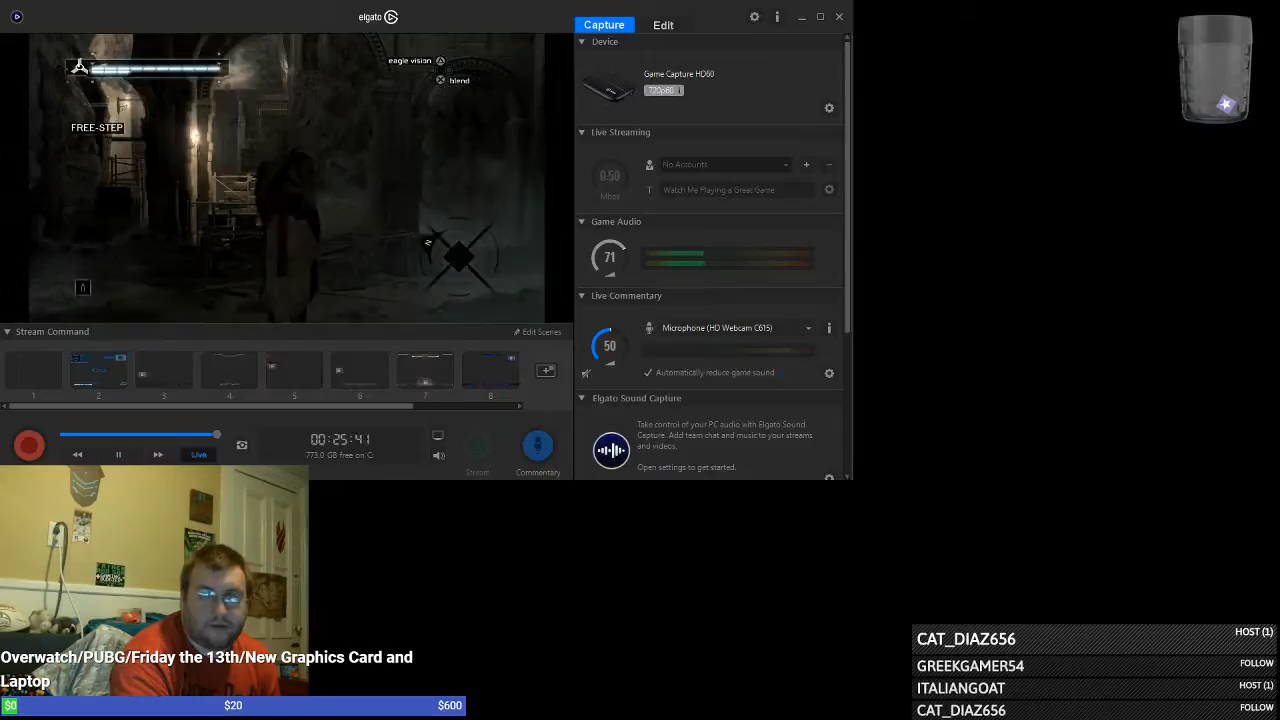 elgato
Capture
Edit
Device
Game Capture HD60
720p60
Live Streaming
0.50
Mbps
No Accounts
Watch Me Playing a Great Game
Game Audio
71
Live Commentary
50
Microphone (HD Webcam C615)
Automatically reduce game sound
Elgato Sound Capture
Take control of your PC audio with Elgato Sound
Capture. Add team chat and music to your streams
and videos.
Open settings to get started.
eagle vision
blend
FREE-STEP
N
Stream Command
Edit Scenes
1 2 3 4 5 6 7 8
00:25:41
773.0 GB free on C:
Live
Stream
Commentary
Overwatch/PUBG/Friday the 13th/New Graphics Card and
Laptop
$0 $20 $600
CAT_DIAZ656 HOST (1)
GREEKGAMER54 FOLLOW
ITALIANGOAT HOST (1)
CAT_DIAZ656 FOLLOW